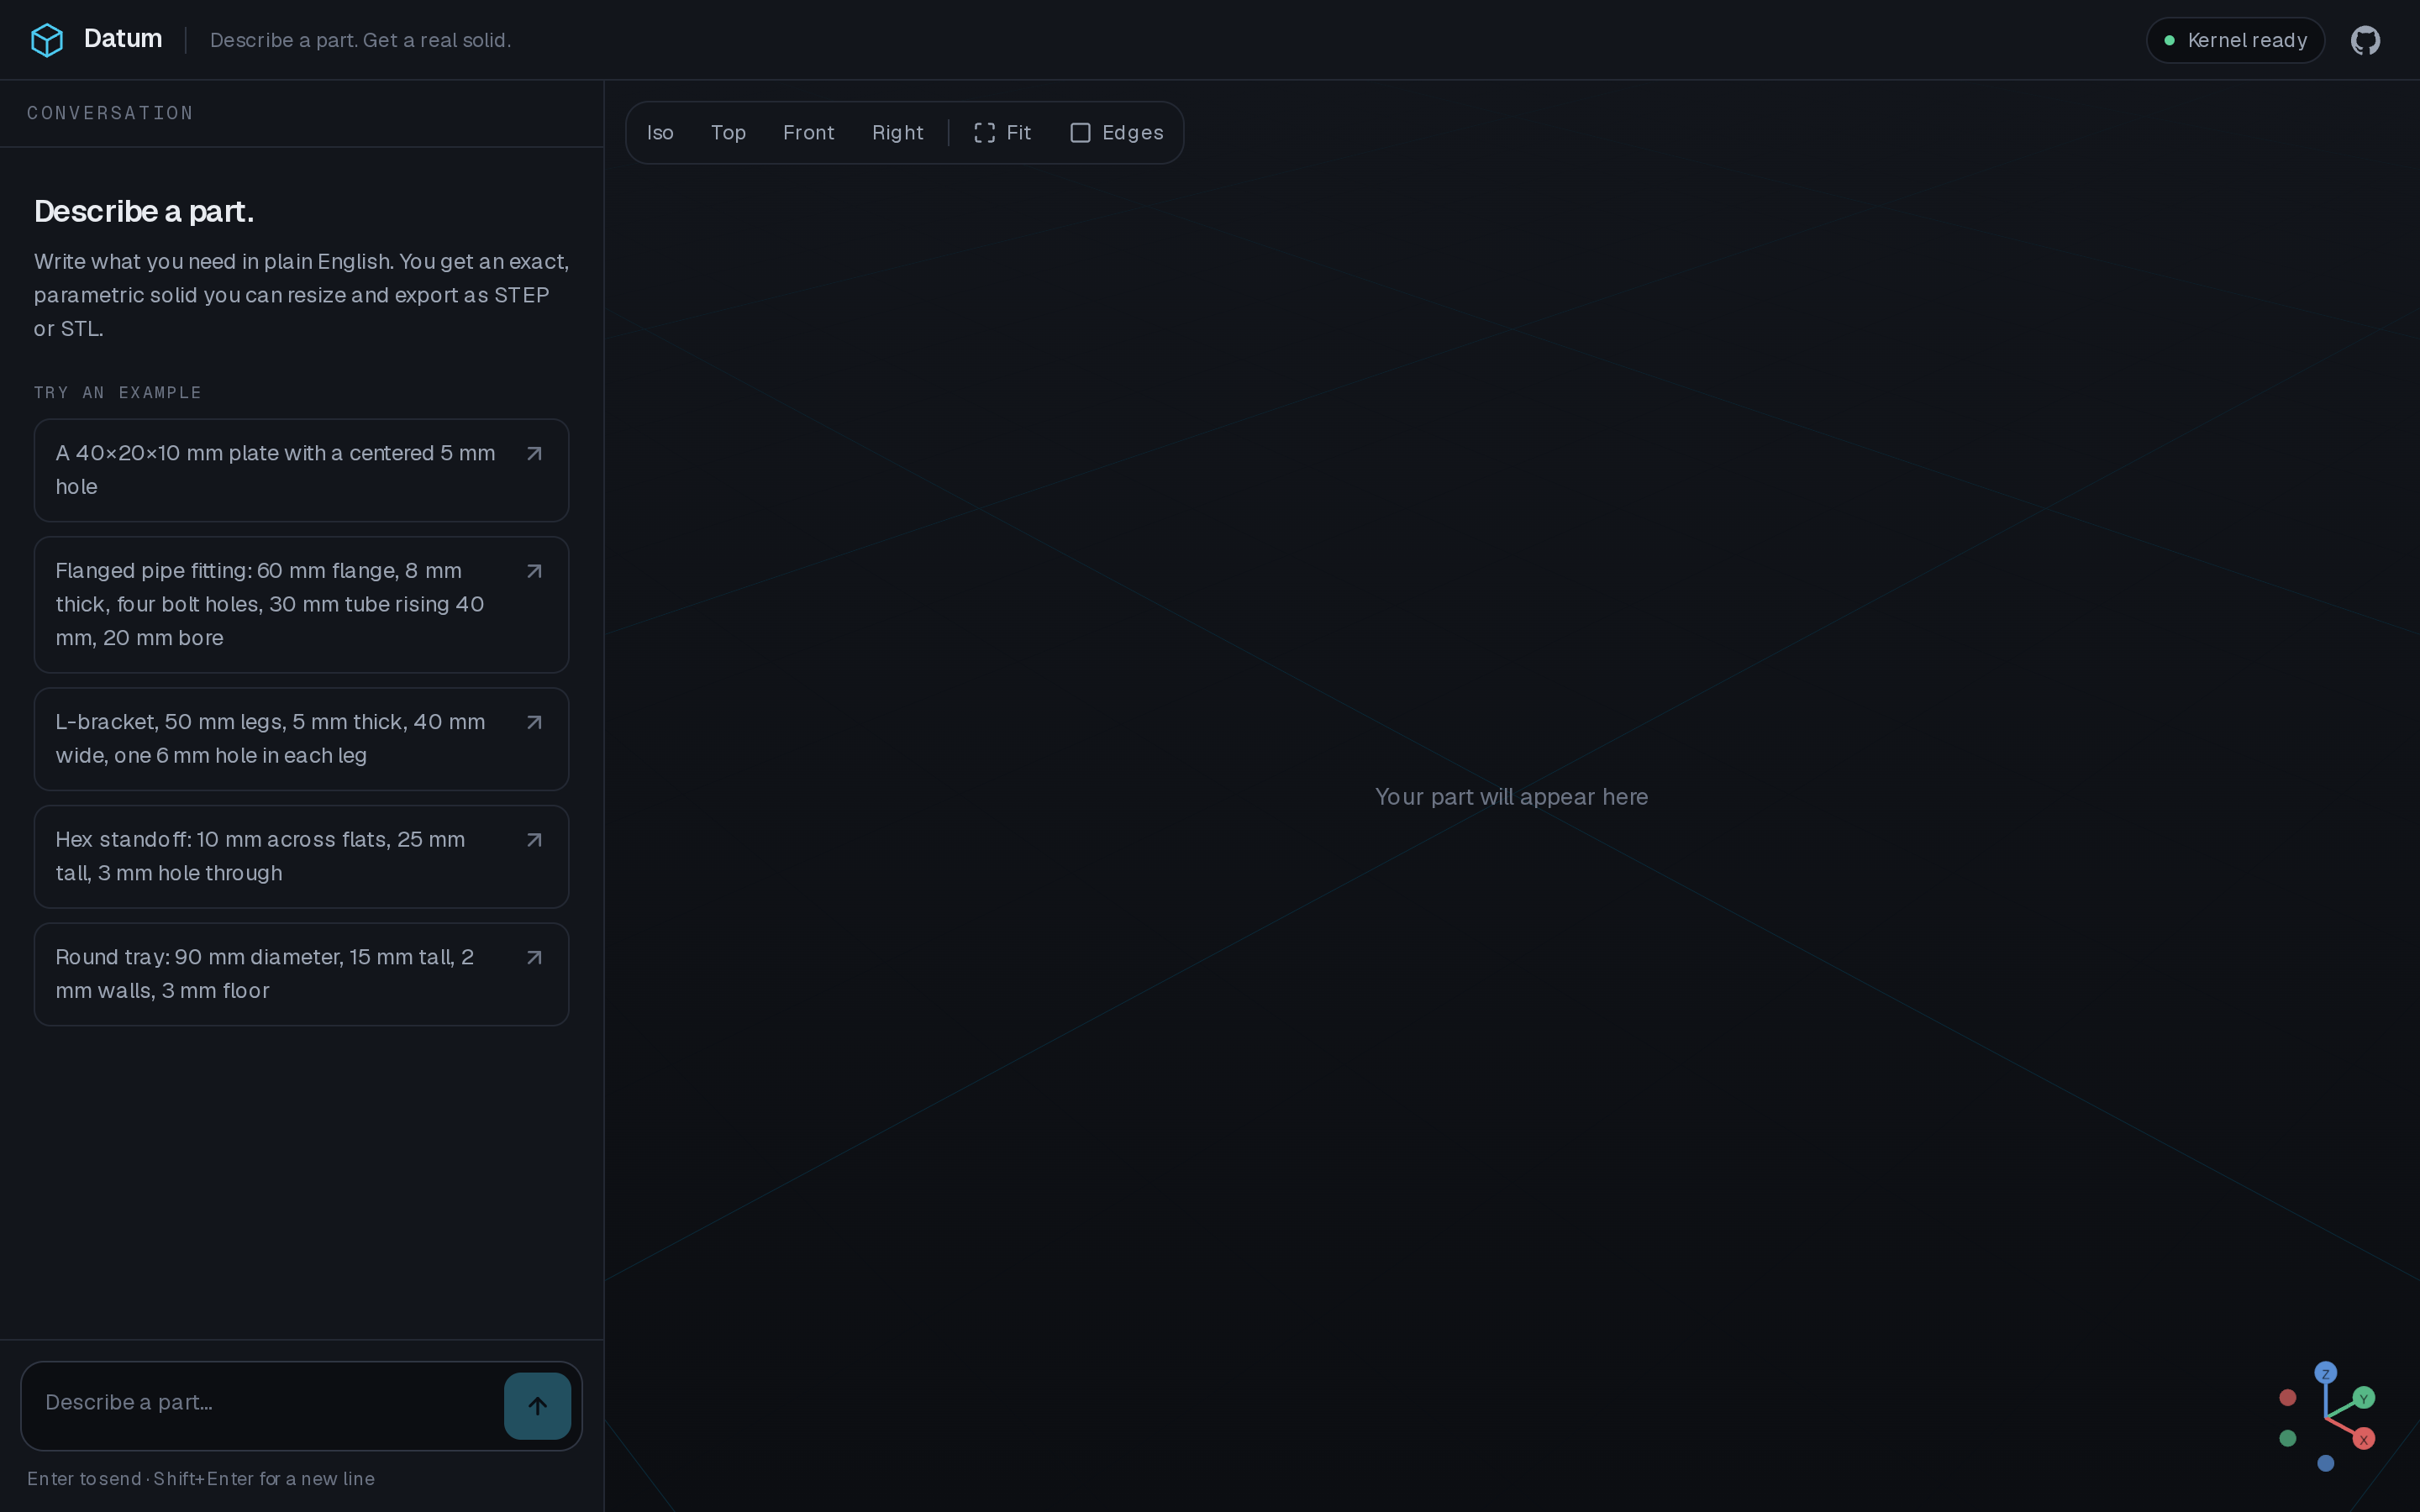 Datum
Describe a part. Get a real solid.
Kernel ready
CONVERSATION
Iso Top Front Right Fit Edges
Describe a part.
Write what you need in plain English. You get an exact,
parametric solid you can resize and export as STEP
or STL.
TRY AN EXAMPLE
A 40×20×10 mm plate with a centered 5 mm
hole
Flanged pipe fitting: 60 mm flange, 8 mm
thick, four bolt holes, 30 mm tube rising 40
mm, 20 mm bore
L-bracket, 50 mm legs, 5 mm thick, 40 mm
wide, one 6 mm hole in each leg
Hex standoff: 10 mm across flats, 25 mm
tall, 3 mm hole through
Round tray: 90 mm diameter, 15 mm tall, 2
mm walls, 3 mm floor
Your part will appear here
Describe a part...
Enter to send · Shift+Enter for a new line
Z
Y
X